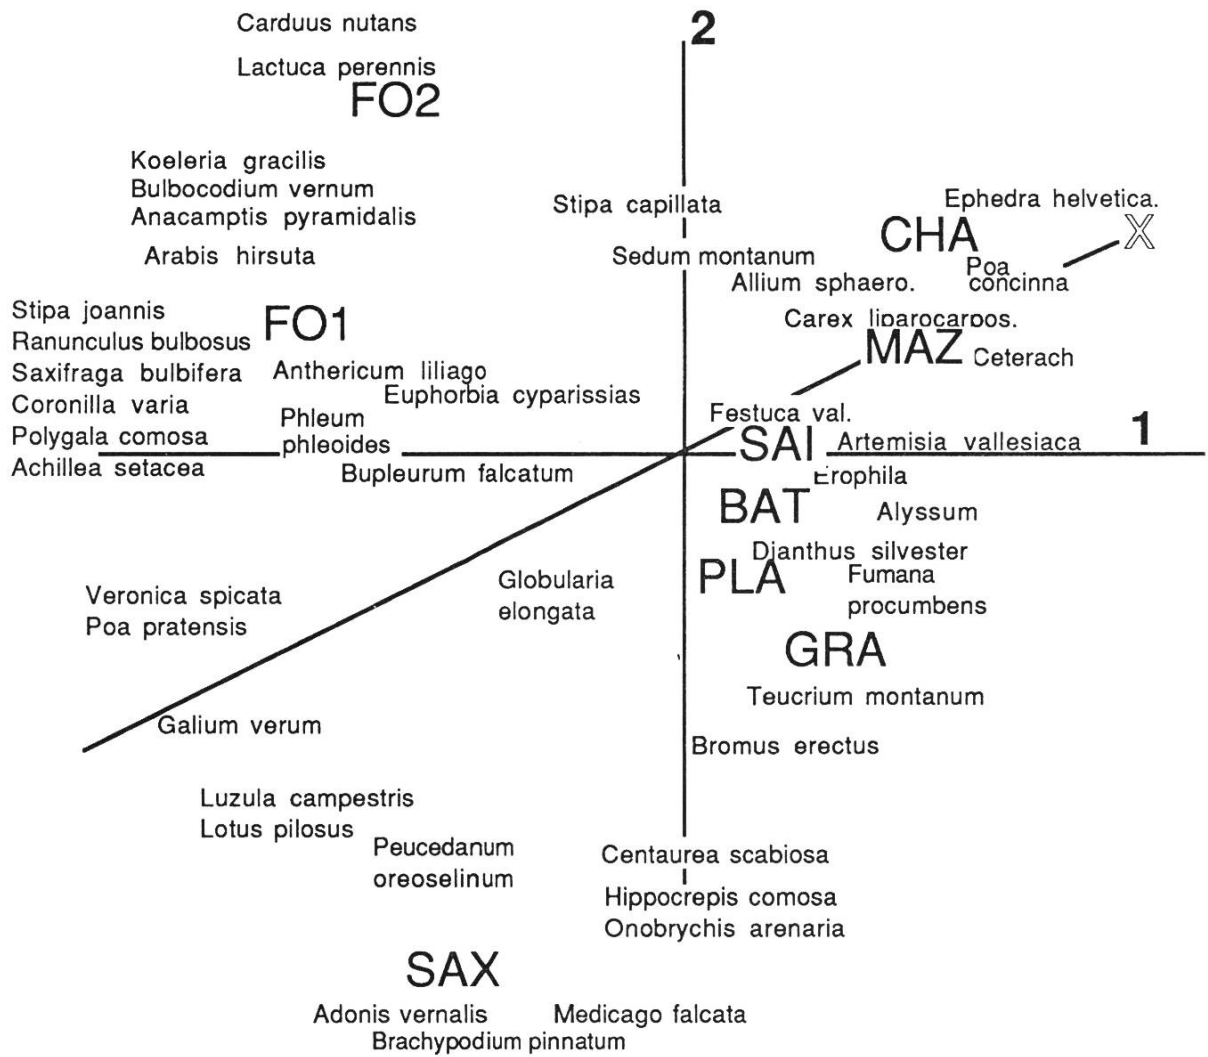 Carduus nutans
2
Lactuca perennis
FO2
Koeleria gracilis
Bulbocodium vernum
Anacamptis pyramidalis
Arabis hirsuta
Stipa capillata
Sedum montanum
Allium sphaero.
Ephedra helvetica.
CHA
X
Poa
concinna
Stipa joannis
Ranunculus bulbosus
Saxifraga bulbifera
Coronilla varia
Polygala comosa
Achillea setacea
FO1
Anthericum liliago
Euphorbia cyparissias
Phleum
phleoides
Bupleurum falcatum
Carex liparocarpos.
MAZ
Ceterach
Festuca val.
SAI
Artemisia vallesiaca
1
Erophila
BAT
Alyssum
Dianthus silvester
PLA
Fumana
procumbens
GRA
Teucrium montanum
Bromus erectus
Globularia
elongata
Veronica spicata
Poa pratensis
Galium verum
Luzula campestris
Lotus pilosus
Peucedanum
oreoselinum
Centaurea scabiosa
Hippocrepis comosa
Onobrychis arenaria
SAX
Adonis vernalis
Medicago falcata
Brachypodium pinnatum